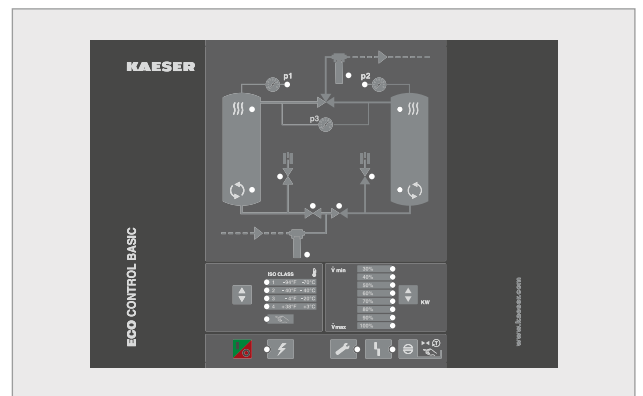 KAESER
p1
p2
p3
ECO CONTROL BASIC
ISO CLASS
1 -94°F -70°C
2 -40°F -40°C
3 -4°F -20°C
4 +38°F +3°C
V̇ min
30%
40%
50%
60%
70%
80%
90%
100%
V̇ max
KW
www.kaeser.com